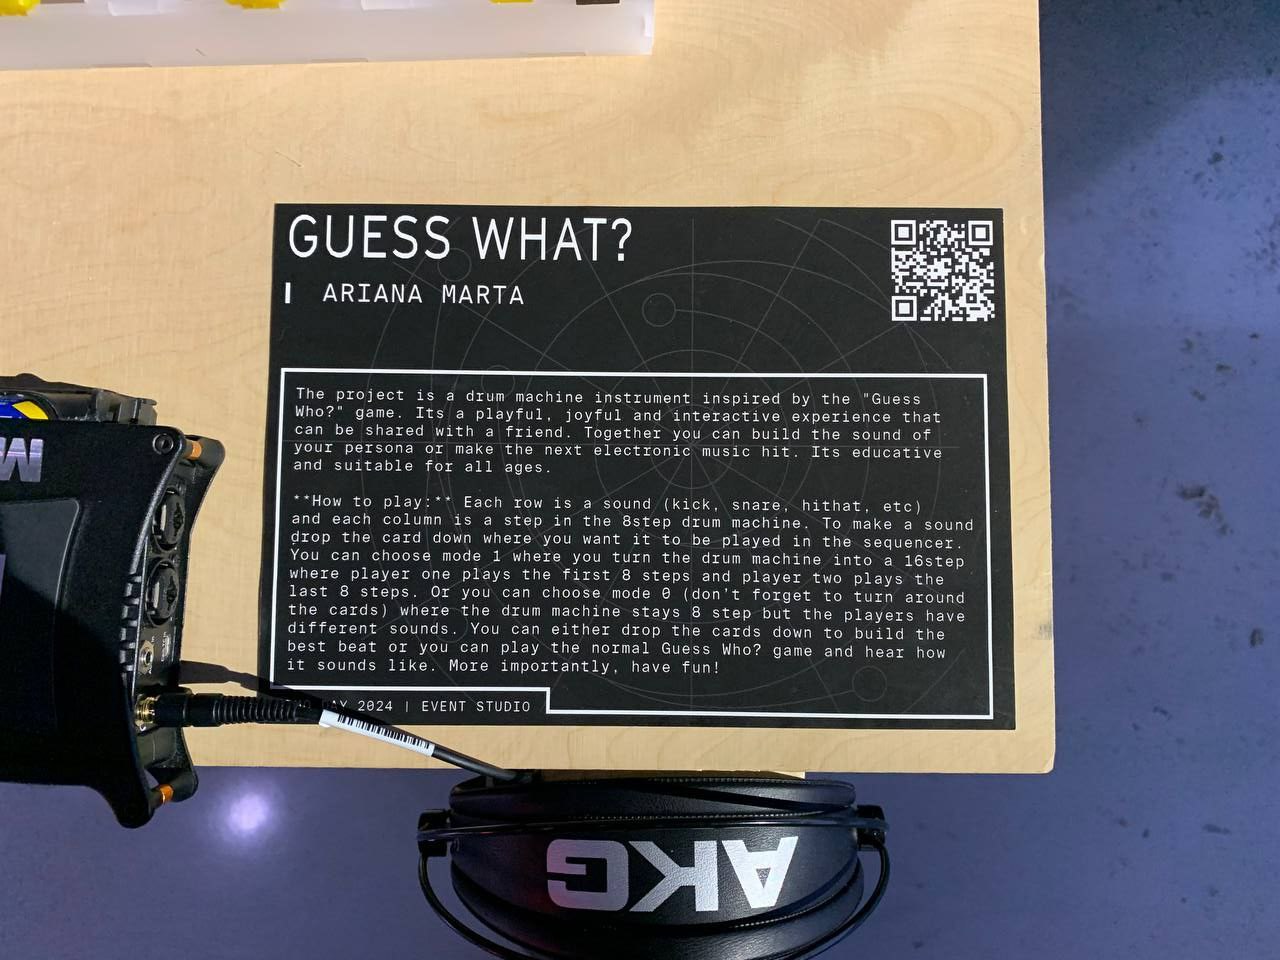 GUESS WHAT?
ARIANA MARTA
The project is a drum machine instrument inspired by the "Guess
Who?" game. Its a playful, joyful and interactive experience that
can be shared with a friend. Together you can build the sound of
your persona or make the next electronic music hit. Its educative
and suitable for all ages.
**How to play:** Each row is a sound (kick, snare, hithat, etc)
and each column is a step in the 8step drum machine. To make a sound
drop the card down where you want it to be played in the sequencer.
You can choose mode 1 where you turn the drum machine into a 16step
where player one plays the first 8 steps and player two plays the
last 8 steps. Or you can choose mode 0 (don't forget to turn around
the cards) where the drum machine stays 8 step but the players have
different sounds. You can either drop the cards down to build the
best beat or you can play the normal Guess Who? game and hear how
it sounds like. More importantly, have fun!
2024 | EVENT STUDIO
AKG